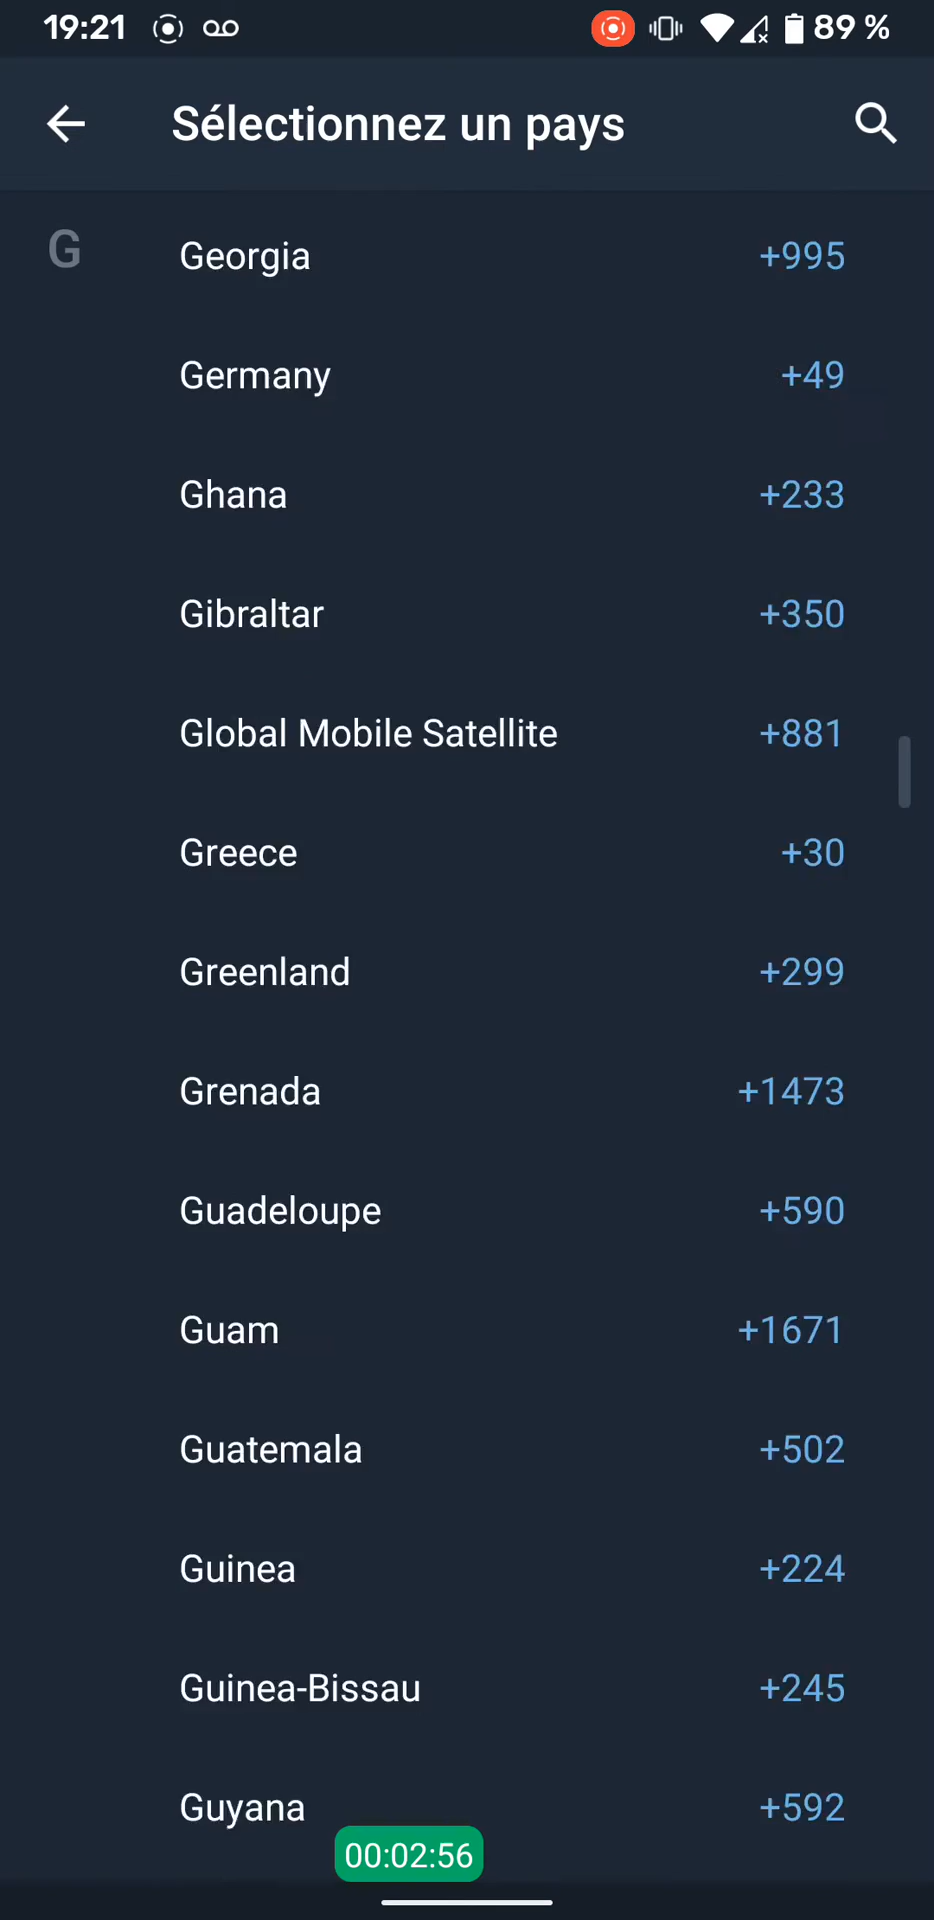 19:21 89 %
Sélectionnez un pays
G Georgia +995
Germany +49
Ghana +233
Gibraltar +350
Global Mobile Satellite +881
Greece +30
Greenland +299
Grenada +1473
Guadeloupe +590
Guam +1671
Guatemala +502
Guinea +224
Guinea-Bissau +245
Guyana +592
00:02:56